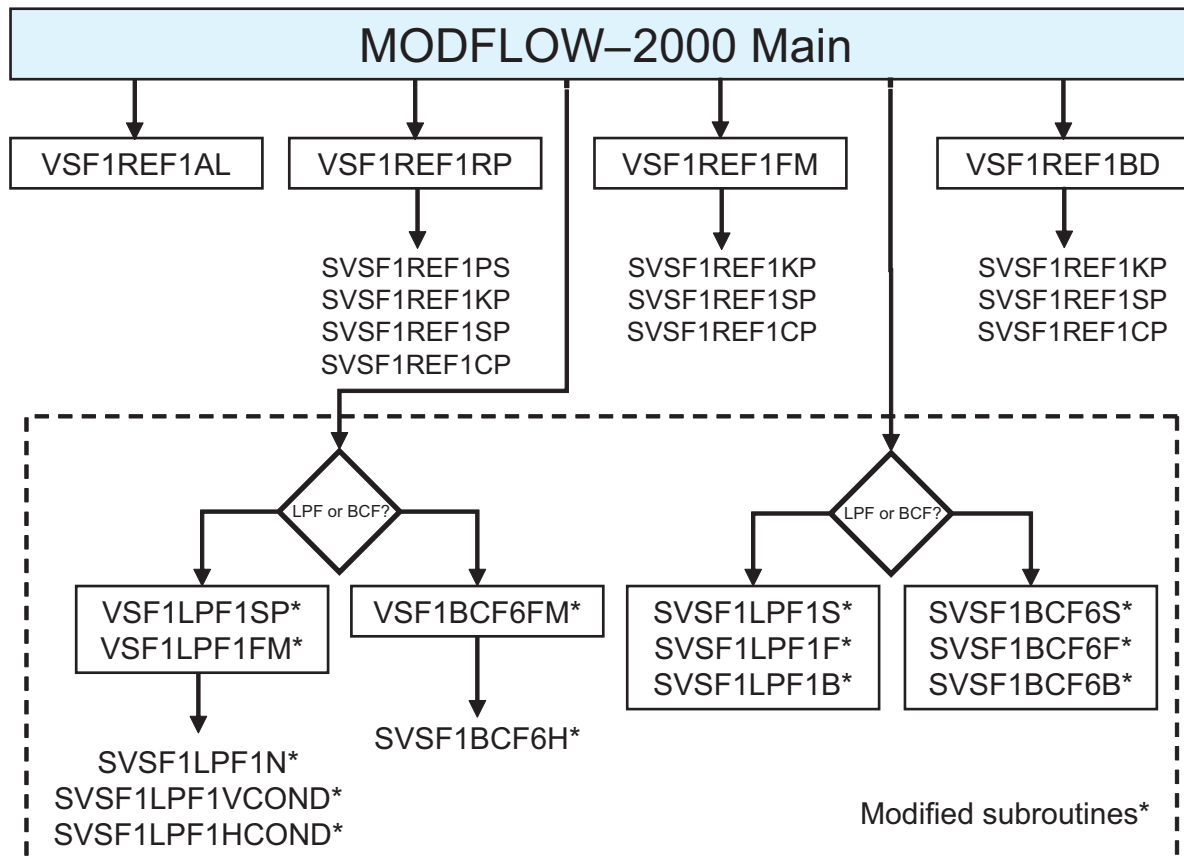 MODFLOW–2000 Main
VSF1REF1AL
VSF1REF1RP
SVSF1REF1PS
SVSF1REF1KP
SVSF1REF1SP
SVSF1REF1CP
VSF1REF1FM
SVSF1REF1KP
SVSF1REF1SP
SVSF1REF1CP
VSF1REF1BD
SVSF1REF1KP
SVSF1REF1SP
SVSF1REF1CP
LPF or BCF?
VSF1LPF1SP*
VSF1LPF1FM*
SVSF1LPF1N*
SVSF1LPF1VCOND*
SVSF1LPF1HCOND*
VSF1BCF6FM*
SVSF1BCF6H*
LPF or BCF?
SVSF1LPF1S*
SVSF1LPF1F*
SVSF1LPF1B*
SVSF1BCF6S*
SVSF1BCF6F*
SVSF1BCF6B*
Modified subroutines*